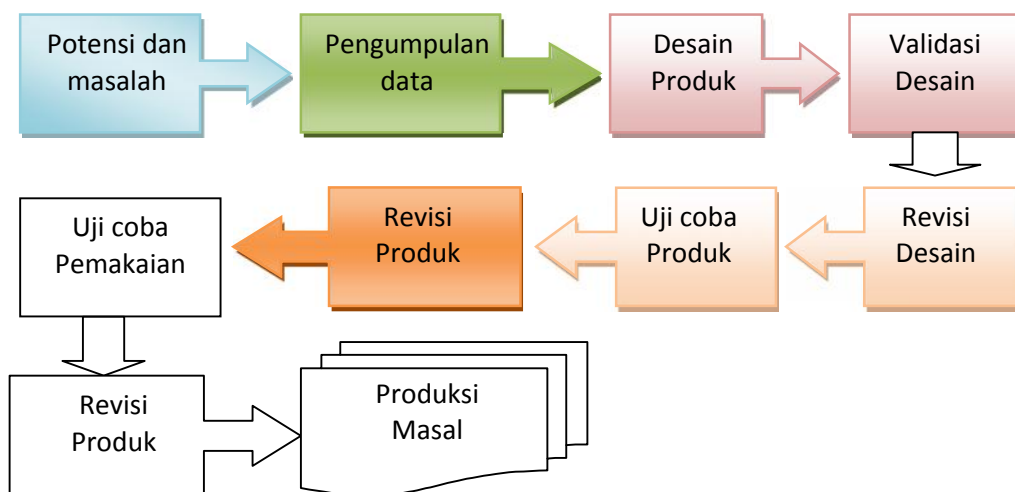 Potensi dan
masalah
Pengumpulan
data
Desain
Produk
Validasi
Desain
Revisi
Desain
Uji coba
Produk
Revisi
Produk
Uji coba
Pemakaian
Revisi
Produk
Produksi
Masal